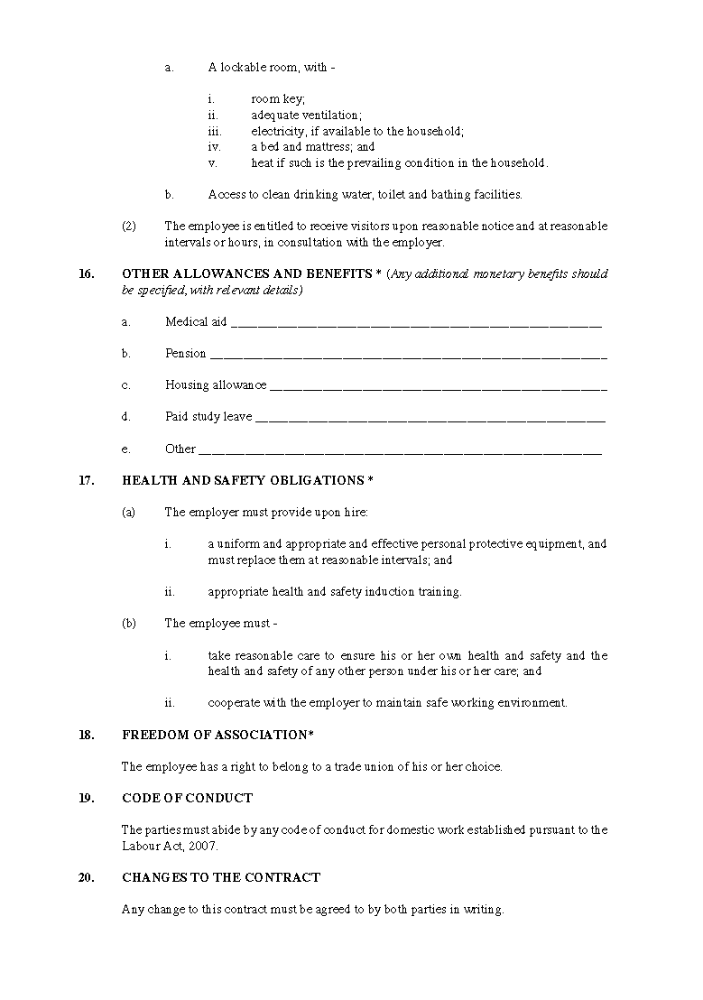 a. A lockable room, with -
i. room key;
ii. adequate ventilation;
iii. electricity, if available to the household;
iv. a bed and mattress; and
v. heat if such is the prevailing condition in the household.
b. Access to clean drinking water, toilet and bathing facilities.
(2) The employee is entitled to receive visitors upon reasonable notice and at reasonable
intervals or hours, in consultation with the employer.
16. OTHER ALLOWANCES AND BENEFITS * (Any additional monetary benefits should
be specified, with relevant details)
a. Medical aid ____________________________________________________________
b. Pension ________________________________________________________________
c. Housing allowance ______________________________________________________
d. Paid study leave ________________________________________________________
e. Other _________________________________________________________________
17. HEALTH AND SAFETY OBLIGATIONS *
(a) The employer must provide upon hire:
i. a uniform and appropriate and effective personal protective equipment, and
must replace them at reasonable intervals; and
ii. appropriate health and safety induction training.
(b) The employee must -
i. take reasonable care to ensure his or her own health and safety and the
health and safety of any other person under his or her care; and
ii. cooperate with the employer to maintain safe working environment.
18. FREEDOM OF ASSOCIATION*
The employee has a right to belong to a trade union of his or her choice.
19. CODE OF CONDUCT
The parties must abide by any code of conduct for domestic work established pursuant to the
Labour Act, 2007.
20. CHANGES TO THE CONTRACT
Any change to this contract must be agreed to by both parties in writing.